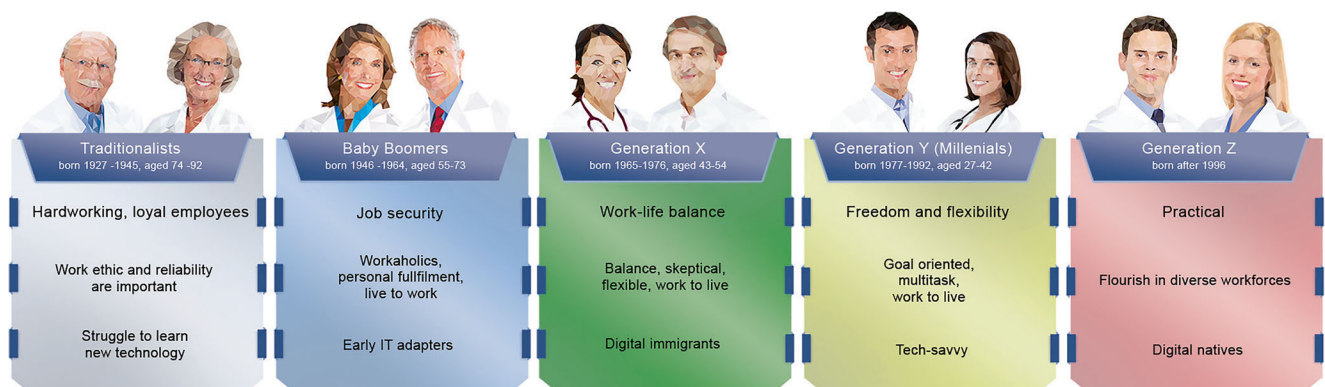 Traditionalists
born 1927 -1945, aged 74 -92
Hardworking, loyal employees
Work ethic and reliability
are important
Struggle to learn
new technology
Baby Boomers
born 1946 -1964, aged 55-73
Job security
Workaholics,
personal fullfilment,
live to work
Early IT adapters
Generation X
born 1965-1976, aged 43-54
Work-life balance
Balance, skeptical,
flexible, work to live
Digital immigrants
Generation Y (Millenials)
born 1977-1992, aged 27-42
Freedom and flexibility
Goal oriented,
multitask,
work to live
Tech-savvy
Generation Z
born after 1996
Practical
Flourish in diverse workforces
Digital natives